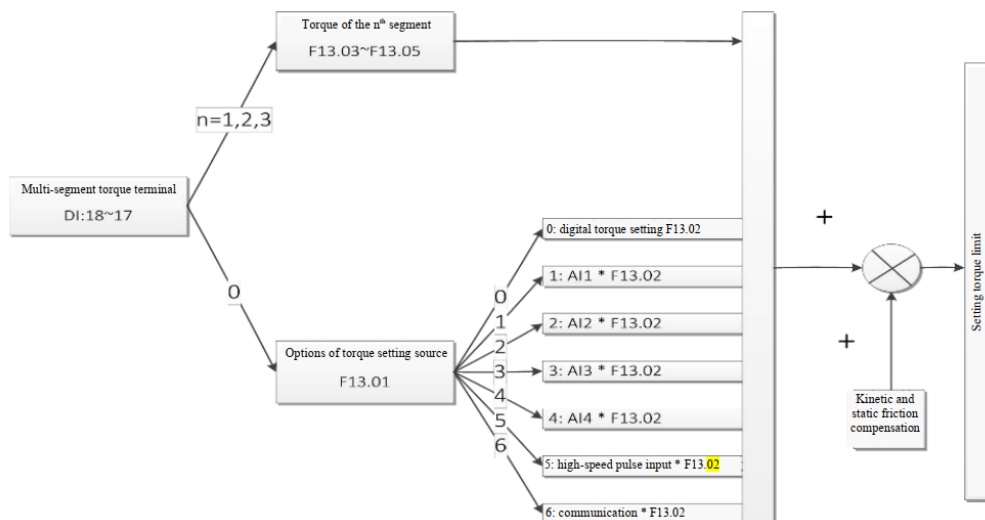 Torque of the nth segment
F13.03~F13.05
n=1,2,3
Multi-segment torque terminal
DI:18~17
0
Options of torque setting source
F13.01
0
1
2
3
4
5
6
0: digital torque setting F13.02
1: AI1 * F13.02
2: AI2 * F13.02
3: AI3 * F13.02
4: AI4 * F13.02
5: high-speed pulse input * F13.02
6: communication * F13.02
+
+
Kinetic and
static friction
compensation
Setting torque limit